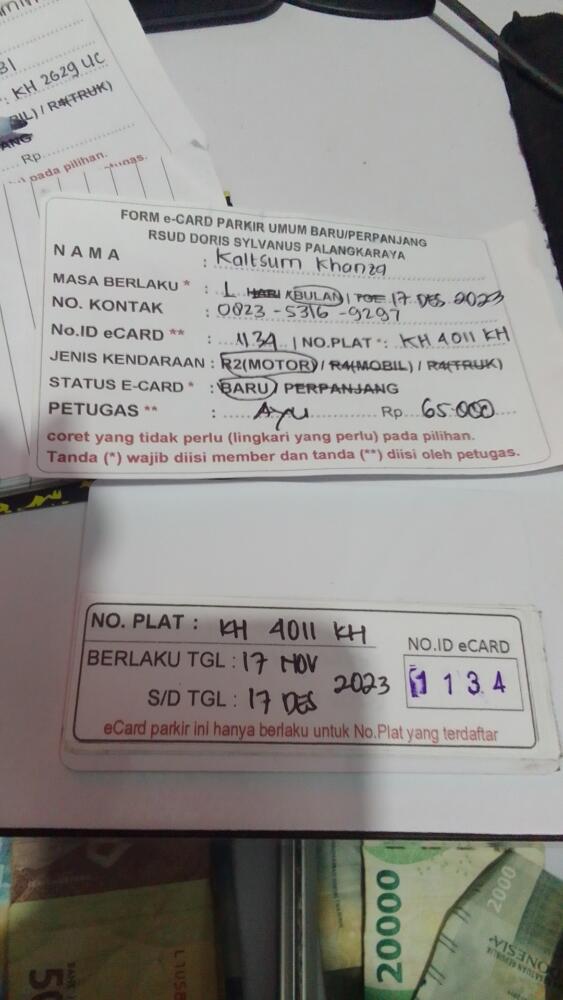 : KH 2629 UC
BIL) / R4(TRUK)
Rp
pada pilihan.
FORM e-CARD PARKIR UMUM BARU/PERPANJANG
RSUD DORIS SYLVANUS PALANGKARAYA
NAMA : Kaltsum Khanza
MASA BERLAKU * : 1 HARI / BULAN / TGL 17 DES 2023
NO. KONTAK : 0823-5316-9297
No.ID eCARD ** : 1134 | NO.PLAT *: KH 4011 KH
JENIS KENDARAAN : R2(MOTOR) / R4(MOBIL) / R4(TRUK)
STATUS E-CARD * : BARU / PERPANJANG
PETUGAS ** : AYU Rp 65.000
coret yang tidak perlu (lingkari yang perlu) pada pilihan.
Tanda (*) wajib diisi member dan tanda (**) diisi oleh petugas.
NO. PLAT : KH 4011 KH
BERLAKU TGL : 17 NOV 2023
S/D TGL : 17 DES
NO.ID eCARD
1134
eCard parkir ini hanya berlaku untuk No.Plat yang terdaftar
20000
2000